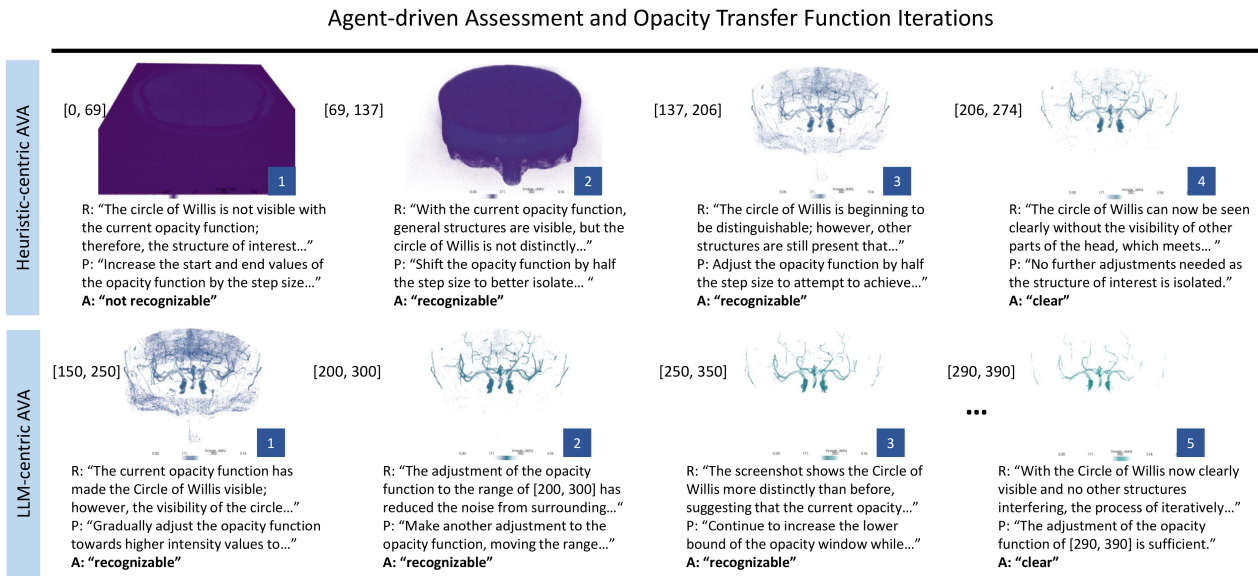 Agent-driven Assessment and Opacity Transfer Function Iterations
Heuristic-centric AVA
[0, 69]
1
R: “The circle of Willis is not visible with
the current opacity function;
therefore, the structure of interest…”
P: “Increase the start and end values of
the opacity function by the step size…”
A: “not recognizable”
[69, 137]
2
R: “With the current opacity function,
general structures are visible, but the
circle of Willis is not distinctly…”
P: “Shift the opacity function by half
the step size to better isolate… “
A: “recognizable”
[137, 206]
3
R: “The circle of Willis is beginning to
be distinguishable; however, other
structures are still present that…”
P: Adjust the opacity function by half
the step size to attempt to achieve…”
A: “recognizable”
[206, 274]
4
R: “The circle of Willis can now be seen
clearly without the visibility of other
parts of the head, which meets… ”
P: “No further adjustments needed as
the structure of interest is isolated.”
A: “clear”
LLM-centric AVA
[150, 250]
1
R: “The current opacity function has
made the Circle of Willis visible;
however, the visibility of the circle…”
P: “Gradually adjust the opacity function
towards higher intensity values to…”
A: “recognizable”
[200, 300]
2
R: “The adjustment of the opacity
function to the range of [200, 300] has
reduced the noise from surrounding…“
P: “Make another adjustment to the
opacity function, moving the range…”
A: “recognizable”
[250, 350]
3
R: “The screenshot shows the Circle of
Willis more distinctly than before,
suggesting that the current opacity…”
P: “Continue to increase the lower
bound of the opacity window while…”
A: “recognizable”
…
[290, 390]
5
R: “With the Circle of Willis now clearly
visible and no other structures
interfering, the process of iteratively…”
P: “The adjustment of the opacity
function of [290, 390] is sufficient.”
A: “clear”